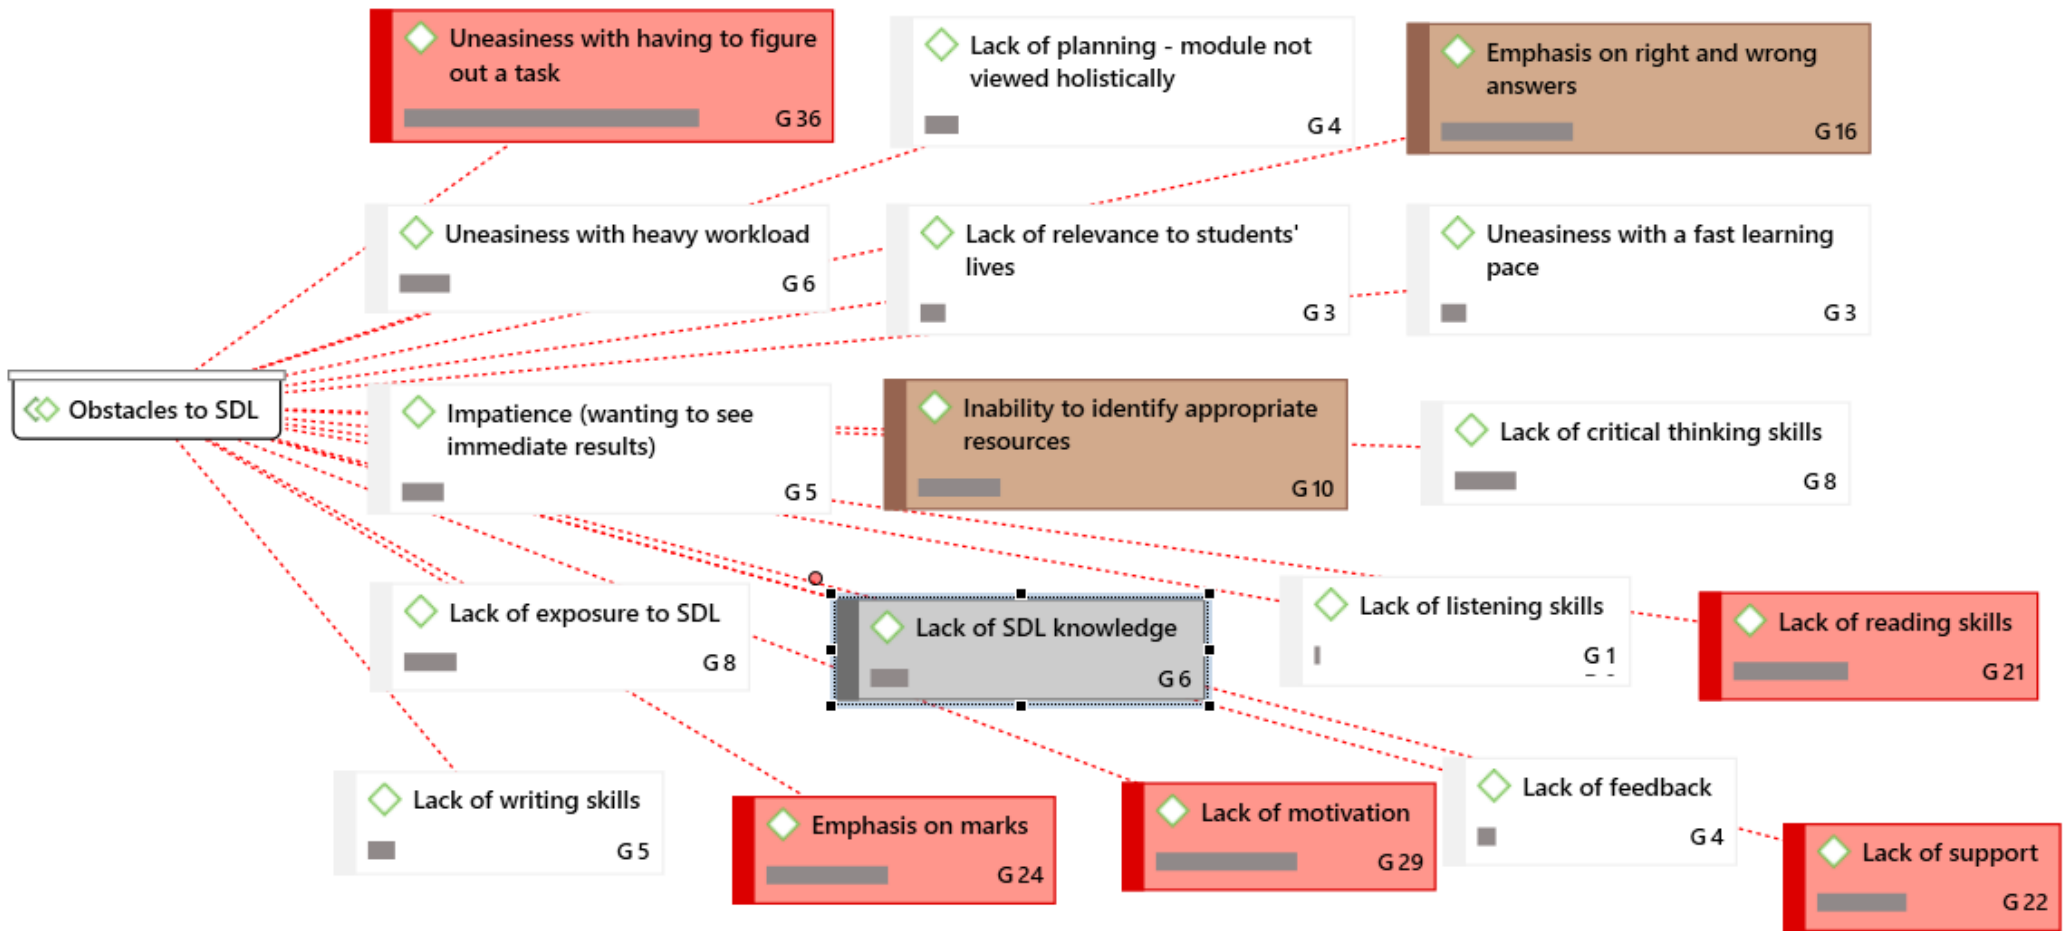 Uneasiness with having to figure
out a task
G 36
Lack of planning - module not
viewed holistically
G 4
Emphasis on right and wrong
answers
G 16
Uneasiness with heavy workload
G 6
Lack of relevance to students'
lives
G 3
Uneasiness with a fast learning
pace
G 3
Obstacles to SDL
Impatience (wanting to see
immediate results)
G 5
Inability to identify appropriate
resources
G 10
Lack of critical thinking skills
G 8
Lack of exposure to SDL
G 8
Lack of SDL knowledge
G 6
Lack of listening skills
G 1
Lack of reading skills
G 21
Lack of writing skills
G 5
Emphasis on marks
G 24
Lack of motivation
G 29
Lack of feedback
G 4
Lack of support
G 22